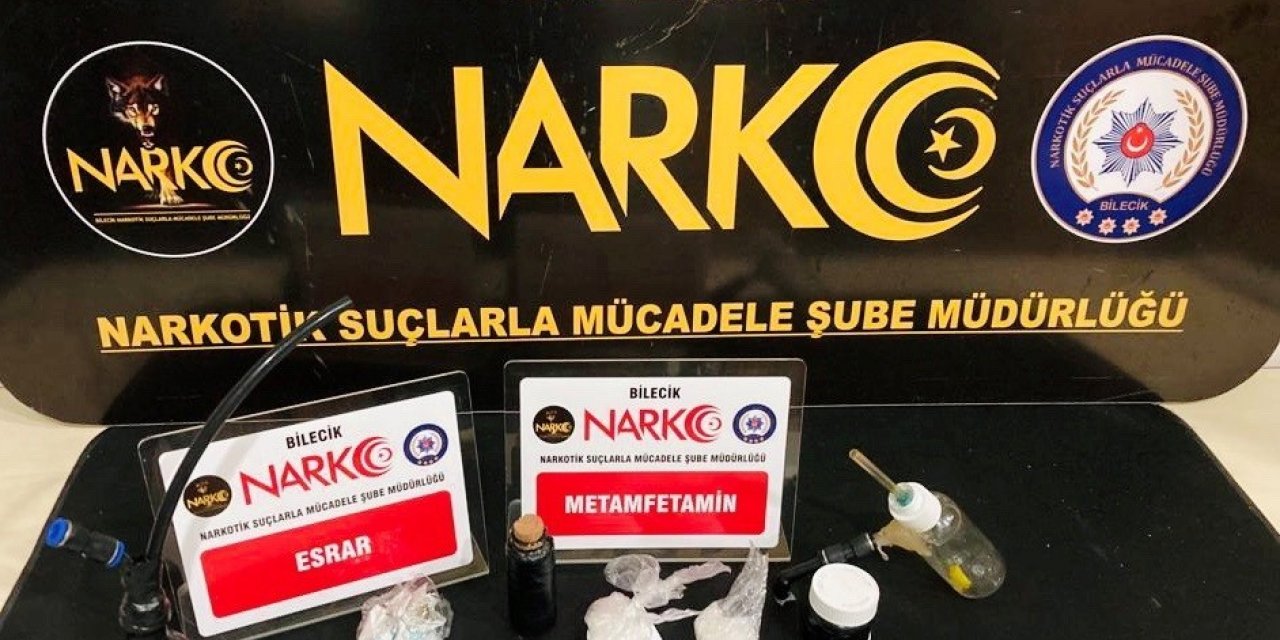 NARKO
BİLECİK NARKOTİK SUÇLARLA MÜCADELE ŞUBE MÜDÜRLÜĞÜ
NARKO
NARKOTİK SUÇLARLA MÜCADELE ŞUBE MÜDÜRLÜĞÜ
BİLECİK
NARKOTİK SUÇLARLA MÜCADELE ŞUBE MÜDÜRLÜĞÜ
BİLECİK
NARKO
NARKOTİK SUÇLARLA MÜCADELE ŞUBE MÜDÜRLÜĞÜ
ESRAR
BİLECİK
NARKO
NARKOTİK SUÇLARLA MÜCADELE ŞUBE MÜDÜRLÜĞÜ
METAMFETAMİN